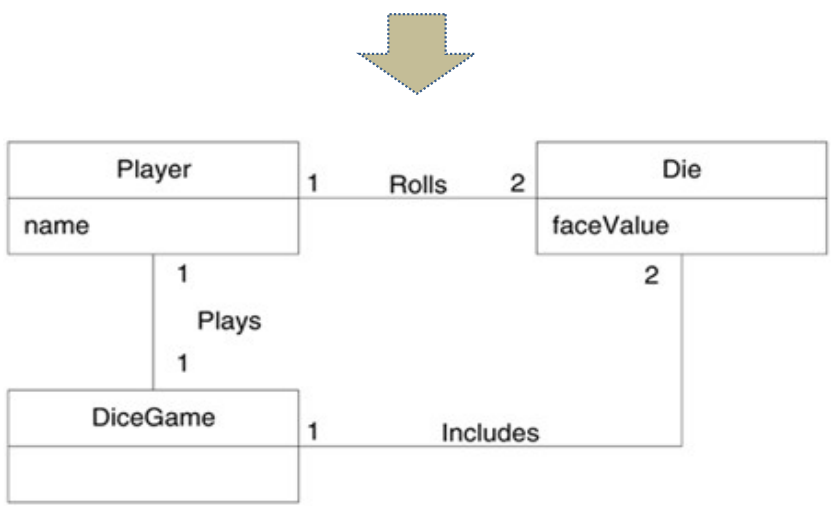 Player
1 Rolls 2
Die
name
faceValue
1
2
Plays
1
DiceGame
1 Includes